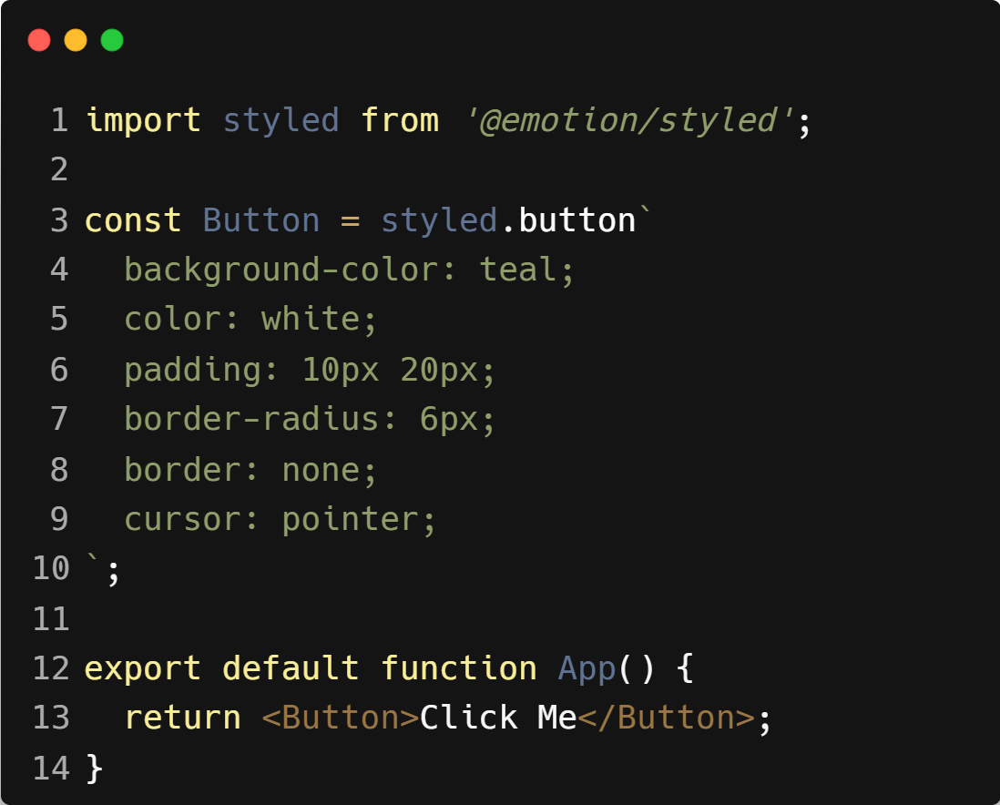 1 import styled from '@emotion/styled';
2
3 const Button = styled.button`
4   background-color: teal;
5   color: white;
6   padding: 10px 20px;
7   border-radius: 6px;
8   border: none;
9   cursor: pointer;
10 `;
11
12 export default function App() {
13   return <Button>Click Me</Button>;
14 }